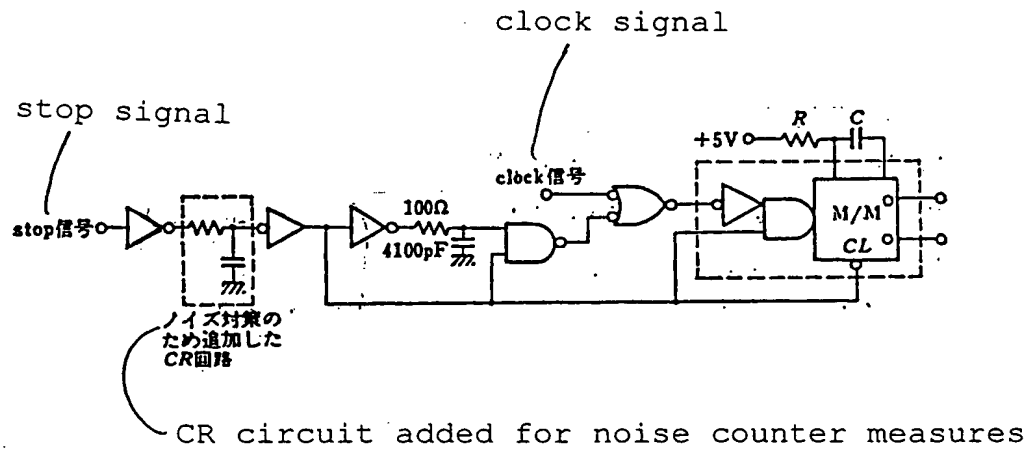 clock signal
stop signal
R
C
+5V
clock信号
stop信号
100Ω
4100pF
M/M
CL
ノイズ対策の
ため追加した
CR回路
CR circuit added for noise counter measures